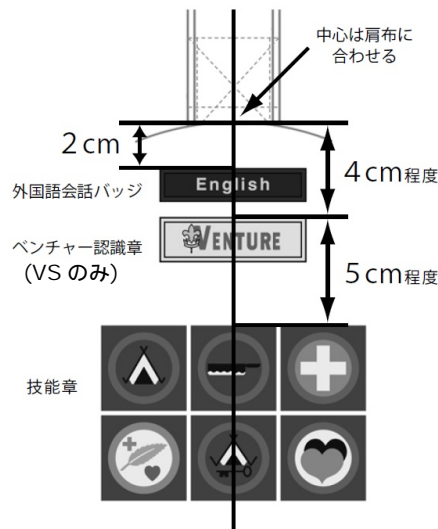 中心は肩布に
合わせる
2cm
外国語会話バッジ
English
4cm程度
ベンチャー認識章
(VSのみ)
VENTURE
5cm程度
技能章